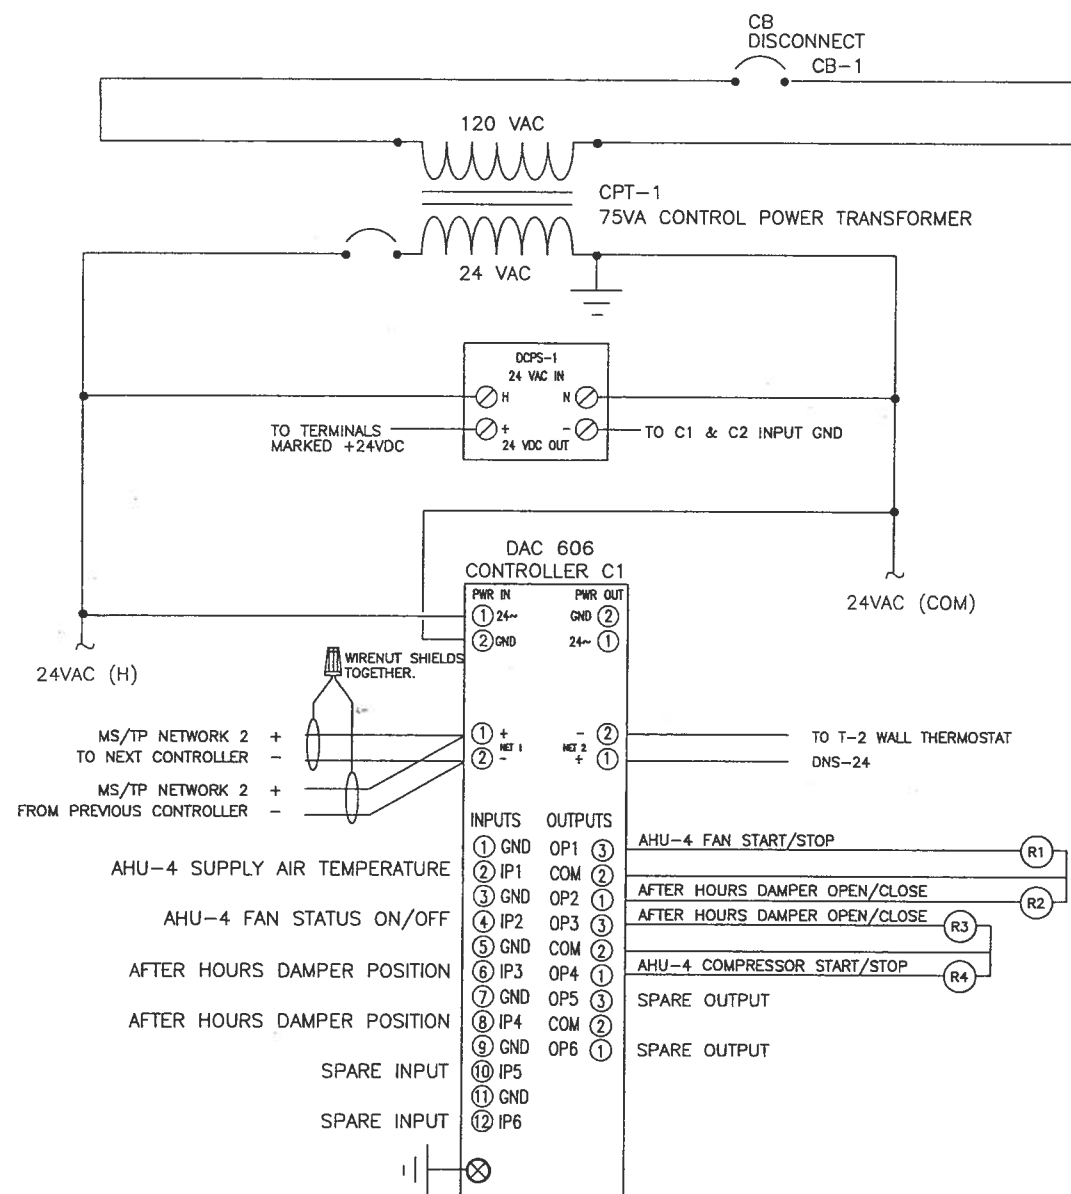 CB
DISCONNECT
CB-1
120 VAC
CPT-1
75VA CONTROL POWER TRANSFORMER
24 VAC
DCPS-1
24 VAC IN
H N
TO TERMINALS
MARKED +24VDC
+ -
24 VDC OUT
TO C1 & C2 INPUT GND
DAC 606
CONTROLLER C1
24VAC (COM)
24VAC (H)
PWR IN PWR OUT
1 24~ GND 2
2 GND 24~ 1
WIRENUT SHIELDS
TOGETHER.
MS/TP NETWORK 2 +
TO NEXT CONTROLLER -
MS/TP NETWORK 2 +
FROM PREVIOUS CONTROLLER -
1 + - 2
NET 1 NET 2
2 - + 1
TO T-2 WALL THERMOSTAT
DNS-24
INPUTS OUTPUTS
1 GND OP1 3 AHU-4 FAN START/STOP R1
AHU-4 SUPPLY AIR TEMPERATURE 2 IP1 COM 2
3 GND OP2 1 AFTER HOURS DAMPER OPEN/CLOSE R2
AHU-4 FAN STATUS ON/OFF 4 IP2 OP3 3 AFTER HOURS DAMPER OPEN/CLOSE R3
5 GND COM 2
AFTER HOURS DAMPER POSITION 6 IP3 OP4 1 AHU-4 COMPRESSOR START/STOP R4
7 GND OP5 3 SPARE OUTPUT
AFTER HOURS DAMPER POSITION 8 IP4 COM 2
9 GND OP6 1 SPARE OUTPUT
SPARE INPUT 10 IP5
11 GND
SPARE INPUT 12 IP6